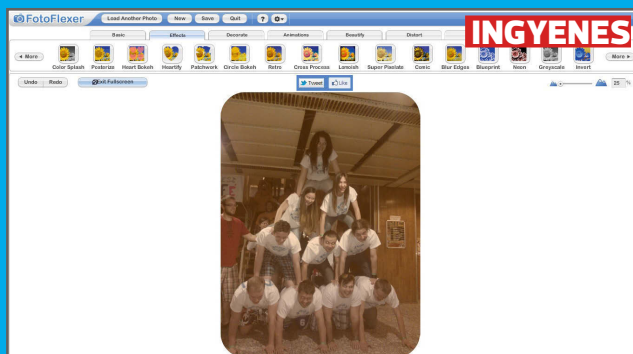 FotoFlexer Load Another Photo New Save Quit ? INGYENES
Basic Effects Decorate Animations Beautify Distort
◄ More Color Splash Posterize Heart Bokeh Heartify Patchwork Circle Bokeh Retro Cross Process Lomoish Super Pixelate Comic Blur Edges Blueprint Neon Greyscale Invert More ►
Undo Redo Exit Fullscreen Tweet Like 25 %